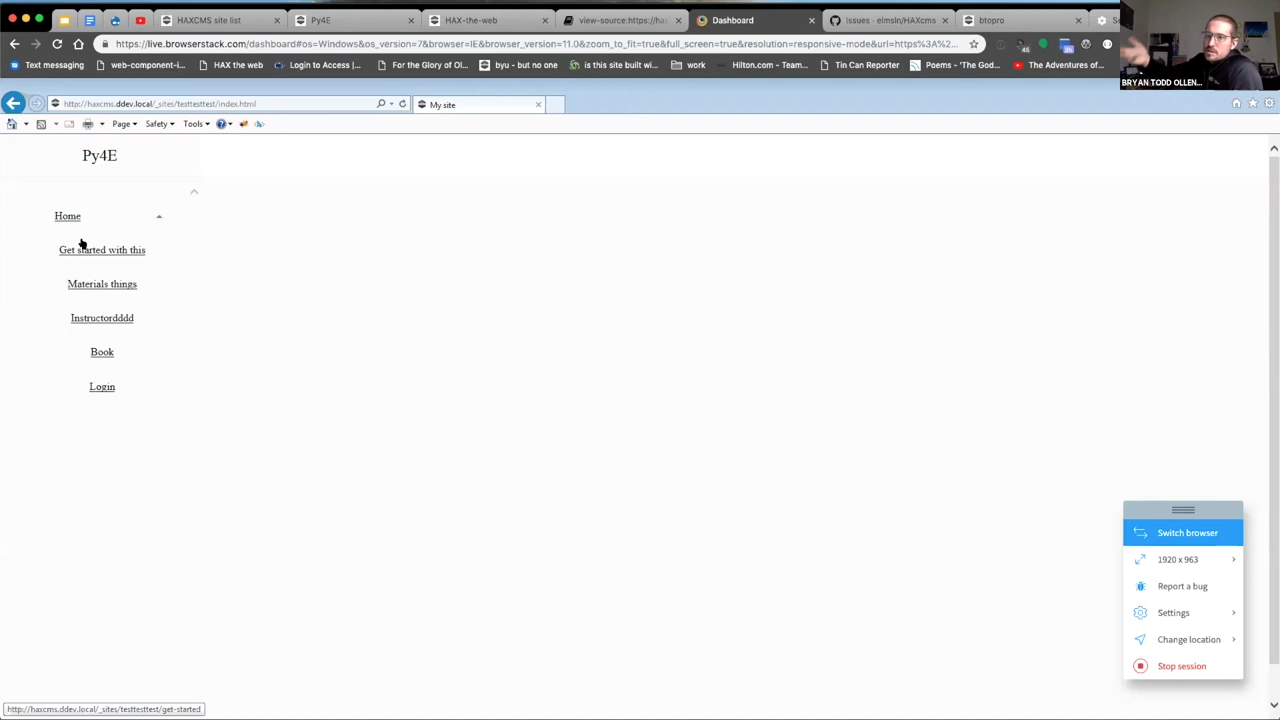 HAXCMS site list
Py4E
HAX-the-web
view-source:https://hax
Dashboard
Issues · elmsln/HAXcms
btopro
https://live.browserstack.com/dashboard#os=Windows&os_version=7&browser=IE&browser_version=11.0&zoom_to_fit=true&full_screen=true&resolution=responsive-mode&url=https%3A%2...
Text messaging
web-component-i...
HAX the web
Login to Access |...
For the Glory of Ol...
byu - but no one
is this site built wi...
work
Hilton.com - Team...
Tin Can Reporter
Poems - 'The God...
The Adventures of...
BRYAN TODD OLLEN...
http://haxcms.ddev.local/_sites/testtesttest/index.html
My site
Page
Safety
Tools
Py4E
Home
Get started with this
Materials things
Instructordddd
Book
Login
Switch browser
1920 x 963
Report a bug
Settings
Change location
Stop session
http://haxcms.ddev.local/_sites/testtesttest/get-started